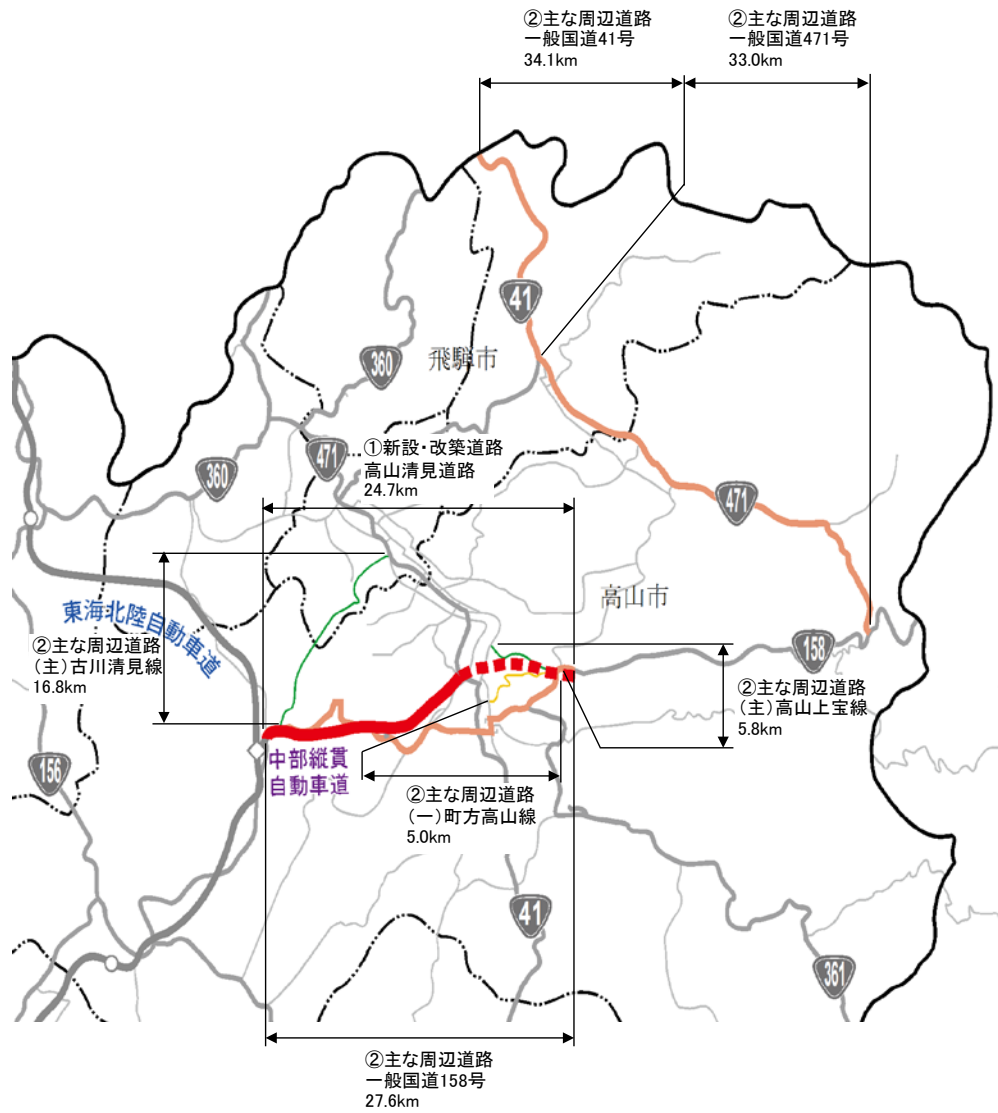 ②主な周辺道路
一般国道41号
34.1km
②主な周辺道路
一般国道471号
33.0km
41
360
飛騨市
①新設・改築道路
高山清見道路
24.7km
471
360
471
高山市
東海北陸自動車道
②主な周辺道路
(主)古川清見線
16.8km
158
②主な周辺道路
(主)高山上宝線
5.8km
中部縦貫
自動車道
156
②主な周辺道路
(一)町方高山線
5.0km
41
361
②主な周辺道路
一般国道158号
27.6km